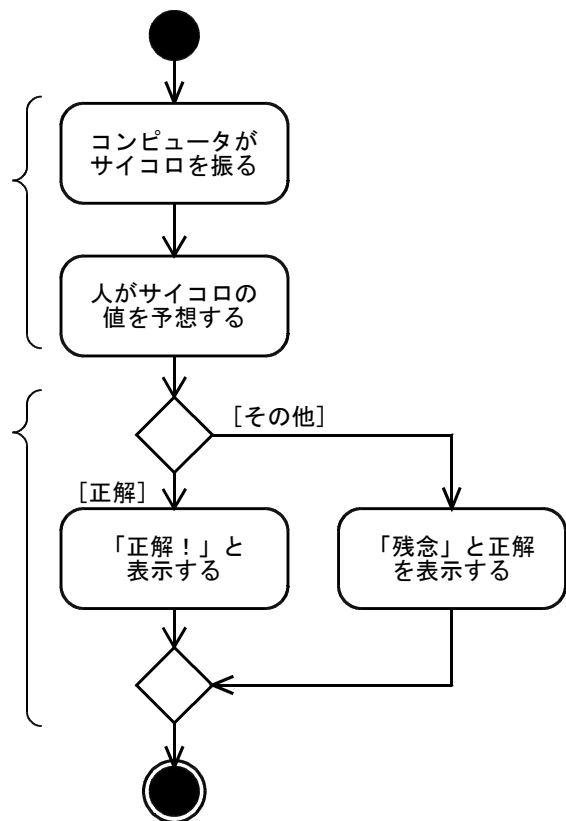 コンピュータが
サイコロを振る
人がサイコロの
値を予想する
[その他]
[正解]
「正解！」と
表示する
「残念」と正解
を表示する